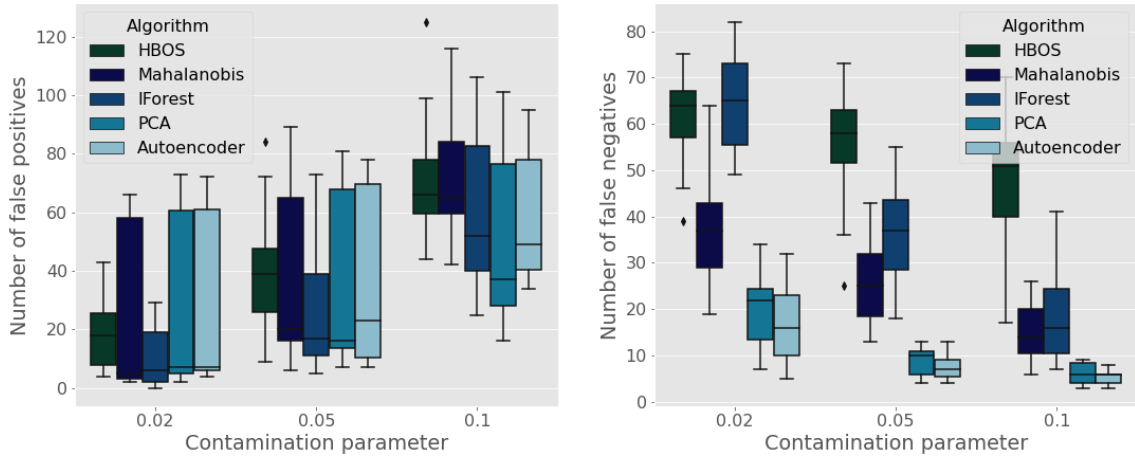 Number of false positives
120
100
80
60
40
20
0
Algorithm
HBOS
Mahalanobis
IForest
PCA
Autoencoder
0.02
0.05
0.1
Contamination parameter
Number of false negatives
80
70
60
50
40
30
20
10
0
Algorithm
HBOS
Mahalanobis
IForest
PCA
Autoencoder
0.02
0.05
0.1
Contamination parameter